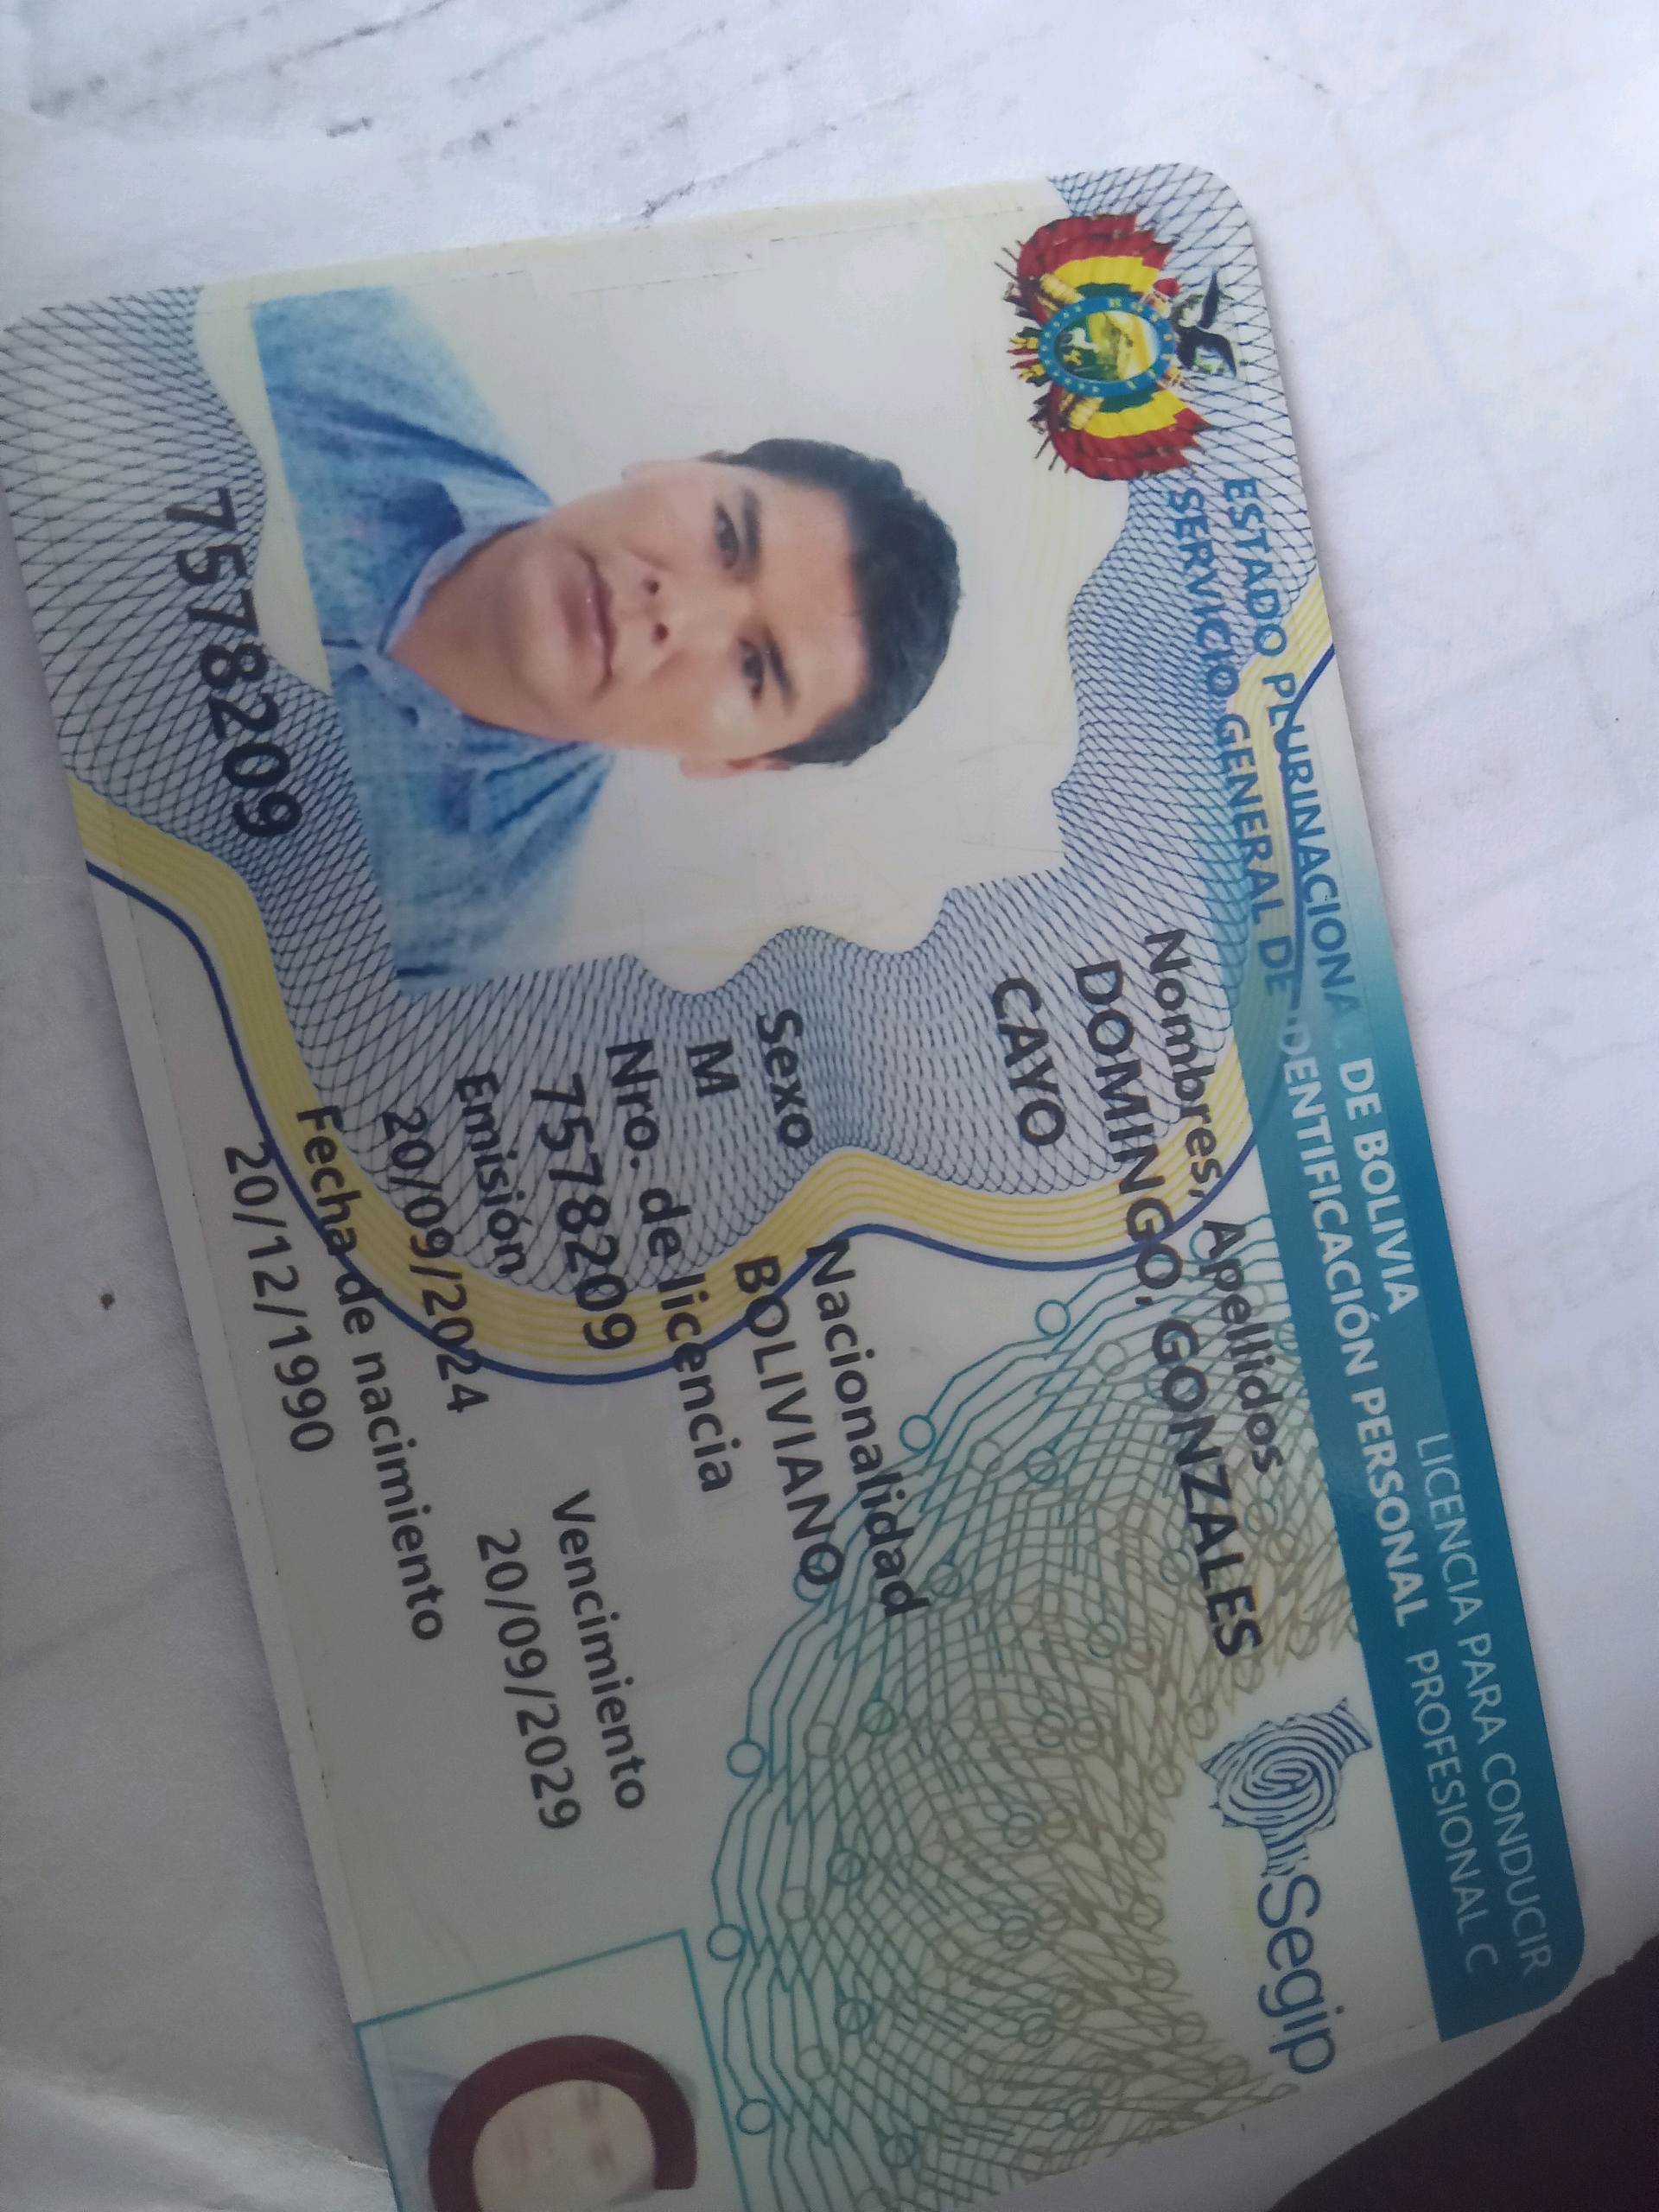 ESTADO PLURINACIONAL DE BOLIVIA
SERVICIO GENERAL DE IDENTIFICACIÓN PERSONAL
LICENCIA PARA CONDUCIR
PROFESIONAL C
Segip
Nombres, Apellidos
DOMINGO, GONZALES
CAYO
Sexo
Nacionalidad
M
BOLIVIANO
Nro. de licencia
7578209
Emisión
Vencimiento
20/09/2024
20/09/2029
Fecha de nacimiento
20/12/1990
7578209
C